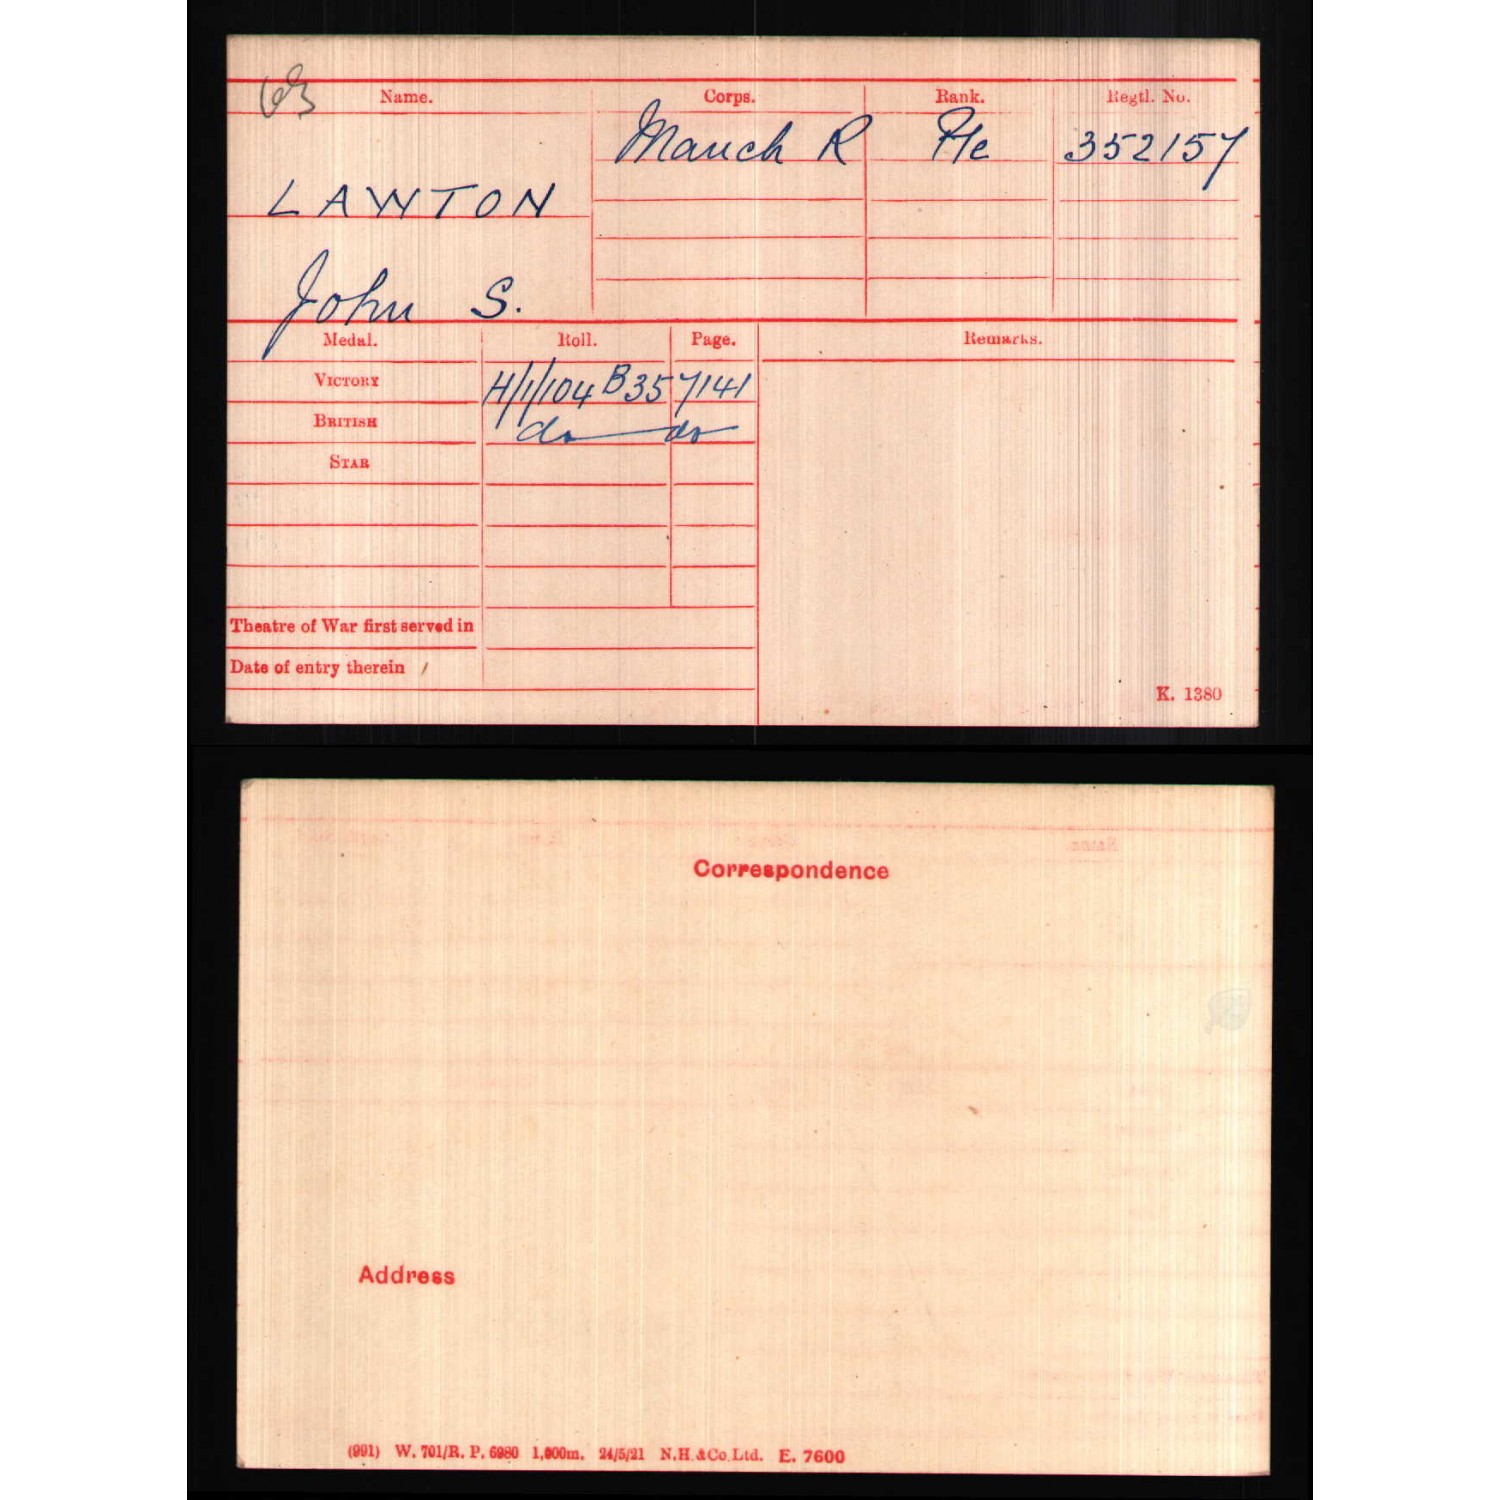 63
Name. Corps. Rank. Regtl. No.
Manch R Pte 352157
LAWTON
John S.
Medal. Roll. Page. Remarks.
VICTORY H/1/104 B35 7141
BRITISH do do
STAR
Theatre of War first served in
Date of entry therein
K. 1380
Correspondence
Address
(991) W. 701/R. P. 6980 1,000m. 24/5/21 N.H.&Co.Ltd. E. 7600